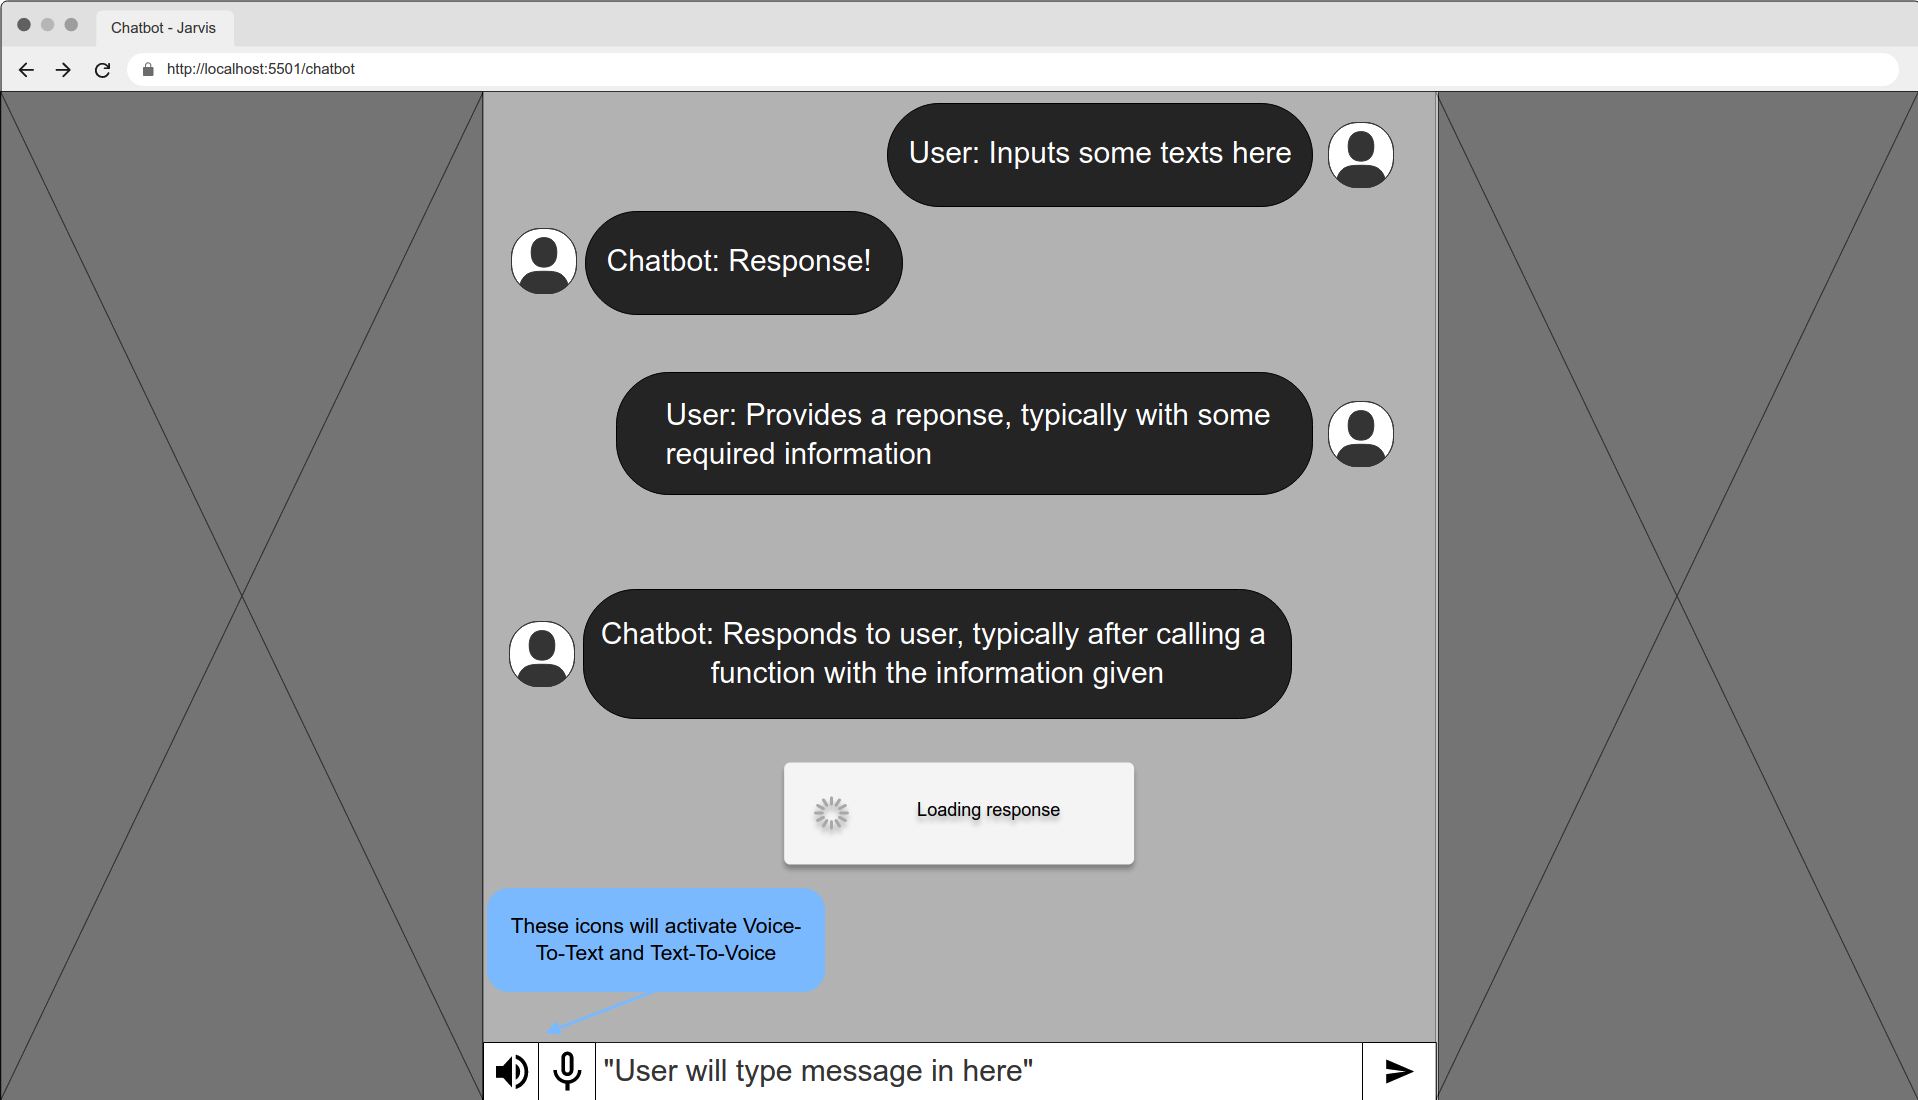 Chatbot - Jarvis
http://localhost:5501/chatbot
User: Inputs some texts here
Chatbot: Response!
User: Provides a reponse, typically with some
required information
Chatbot: Responds to user, typically after calling a
function with the information given
Loading response
These icons will activate Voice-
To-Text and Text-To-Voice
"User will type message in here"